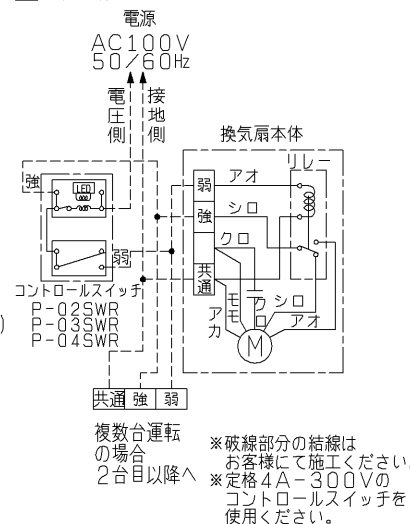 電源
AC100V
50/60Hz
電圧側
接地側
換気扇本体
リレー
強
LED
弱
アオ
強
シロ
クロ
弱
共通
コントロールスイッチ
P-02SWR
P-03SWR
P-04SWR
)
アカ
モモ
クロ
シロ
アオ
M
共通 強 弱
複数台運転
の場合
2台目以降へ
※破線部分の結線は
お客様にて施工ください。
※定格4A-300Vの
コントロールスイッチを
使用ください。